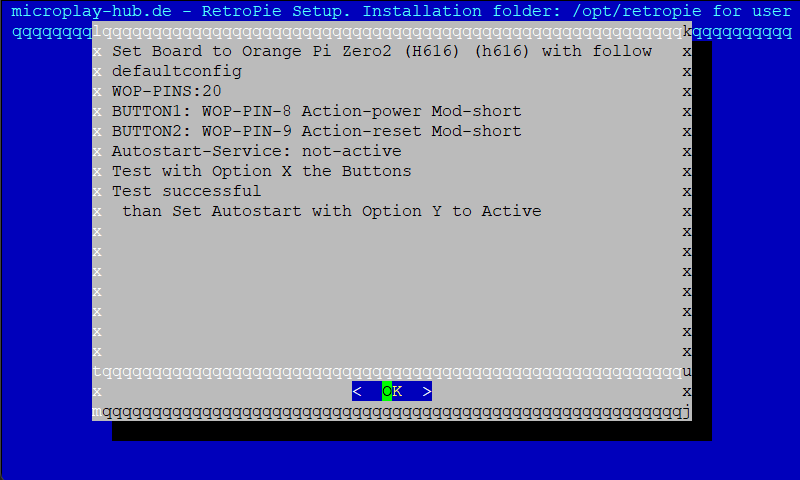 microplay-hub.de - RetroPie Setup. Installation folder: /opt/retropie for user
qqqqqqqqlqqqqqqqqqqqqqqqqqqqqqqqqqqqqqqqqqqqqqqqqqqqqqqqqqqqqqqqqqqkqqqqqqqqqq
x Set Board to Orange Pi Zero2 (H616) (h616) with follow x
x defaultconfig x
x WOP-PINS:20 x
x BUTTON1: WOP-PIN-8 Action-power Mod-short x
x BUTTON2: WOP-PIN-9 Action-reset Mod-short x
x Autostart-Service: not-active x
x Test with Option X the Buttons x
x Test successful x
x  than Set Autostart with Option Y to Active x
x x
x x
x x
x x
x x
x x
x x
tqqqqqqqqqqqqqqqqqqqqqqqqqqqqqqqqqqqqqqqqqqqqqqqqqqqqqqqqqqu
x <  OK  > x
mqqqqqqqqqqqqqqqqqqqqqqqqqqqqqqqqqqqqqqqqqqqqqqqqqqqqqqqqqqj